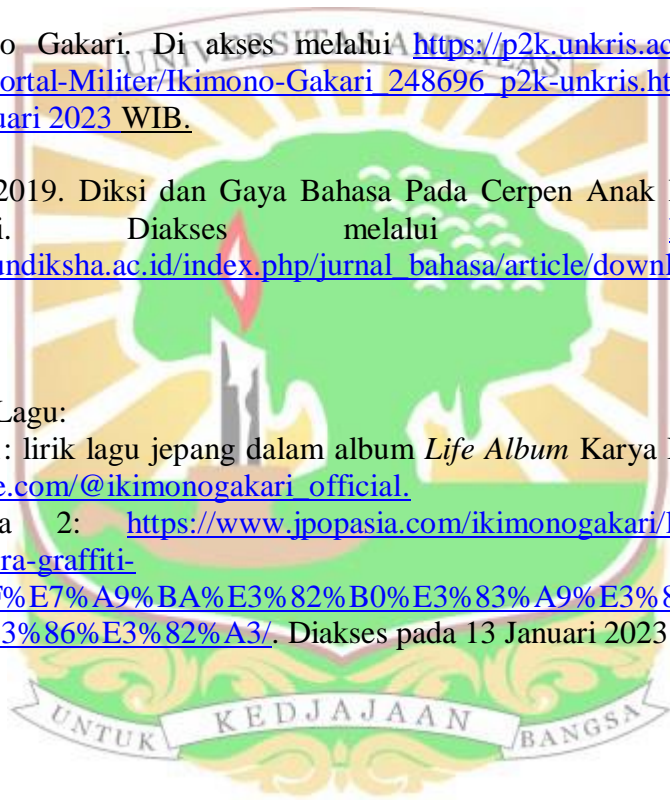 UNIVERSITAS ANDALAS
o Gakari. Di akses melalui https://p2k.unkris.ac
ortal-Militer/Ikimono-Gakari_248696_p2k-unkris.ht
uari 2023 WIB.
2019. Diksi dan Gaya Bahasa Pada Cerpen Anak
i. Diakses melalui
undiksha.ac.id/index.php/jurnal_bahasa/article/downl
Lagu:
: lirik lagu jepang dalam album Life Album Karya
e.com/@ikimonogakari_official.
a 2: https://www.jpopasia.com/ikimonogakari/
ra-graffiti-
%E7%A9%BA%E3%82%B0%E3%83%A9%E3%8
3%86%E3%82%A3/. Diakses pada 13 Januari 2023
UNTUK KEDJAJAAN BANGSA